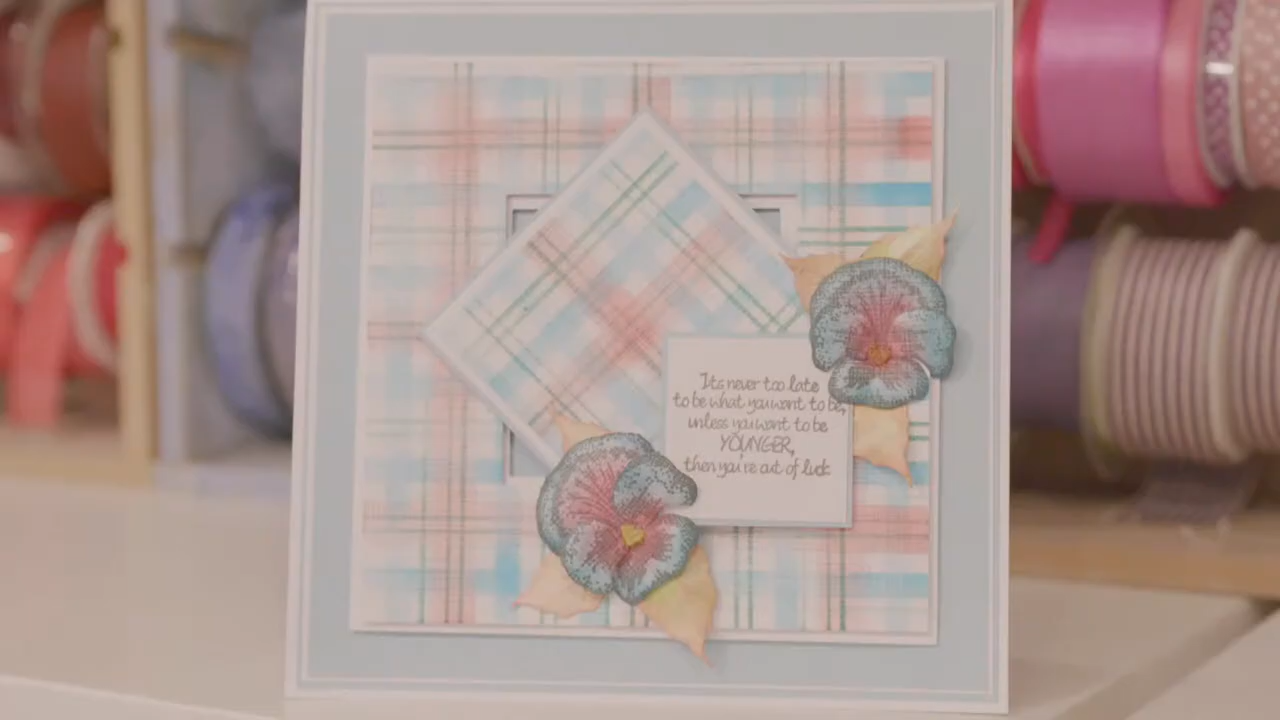 It's never too late
to be what you want to be,
unless you want to be
YOUNGER,
then you're out of luck